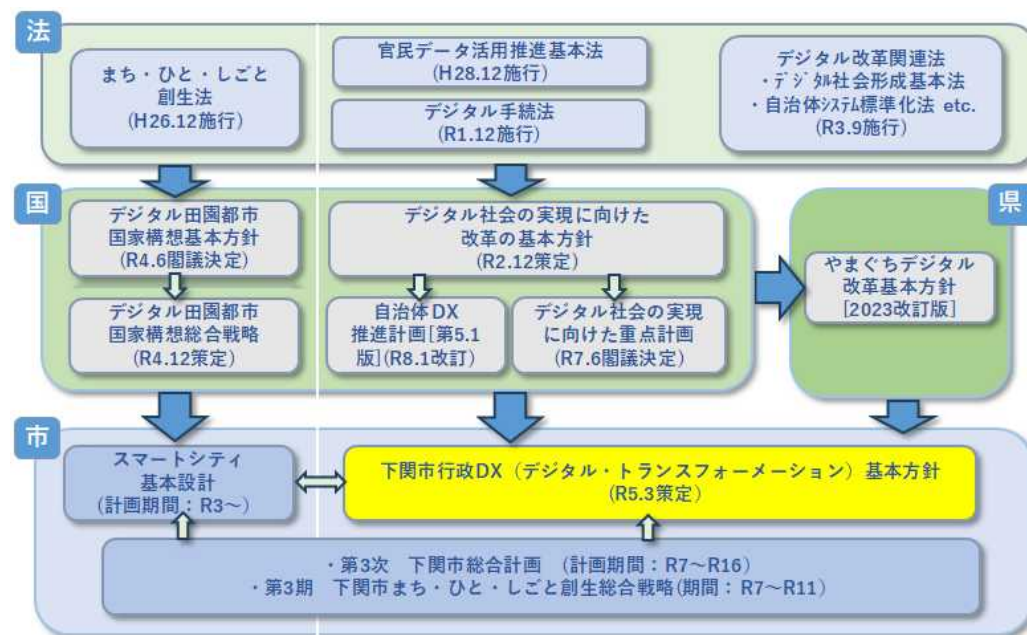 法
まち・ひと・しごと
創生法
(H26.12施行)
官民データ活用推進基本法
(H28.12施行)
デジタル手続法
(R1.12施行)
デジタル改革関連法
・デジタル社会形成基本法
・自治体システム標準化法 etc.
(R3.9施行)
国
デジタル田園都市
国家構想基本方針
(R4.6閣議決定)
デジタル田園都市
国家構想総合戦略
(R4.12策定)
デジタル社会の実現に向けた
改革の基本方針
(R2.12策定)
自治体DX
推進計画[第5.1
版](R8.1改訂)
デジタル社会の実現
に向けた重点計画
(R7.6閣議決定)
県
やまぐちデジタル
改革基本方針
[2023改訂版]
市
スマートシティ
基本設計
(計画期間：R3～)
下関市行政DX（デジタル・トランスフォーメーション）基本方針
(R5.3策定)
・第3次　下関市総合計画　(計画期間：R7～R16)
・第3期　下関市まち・ひと・しごと創生総合戦略(期間：R7～R11)